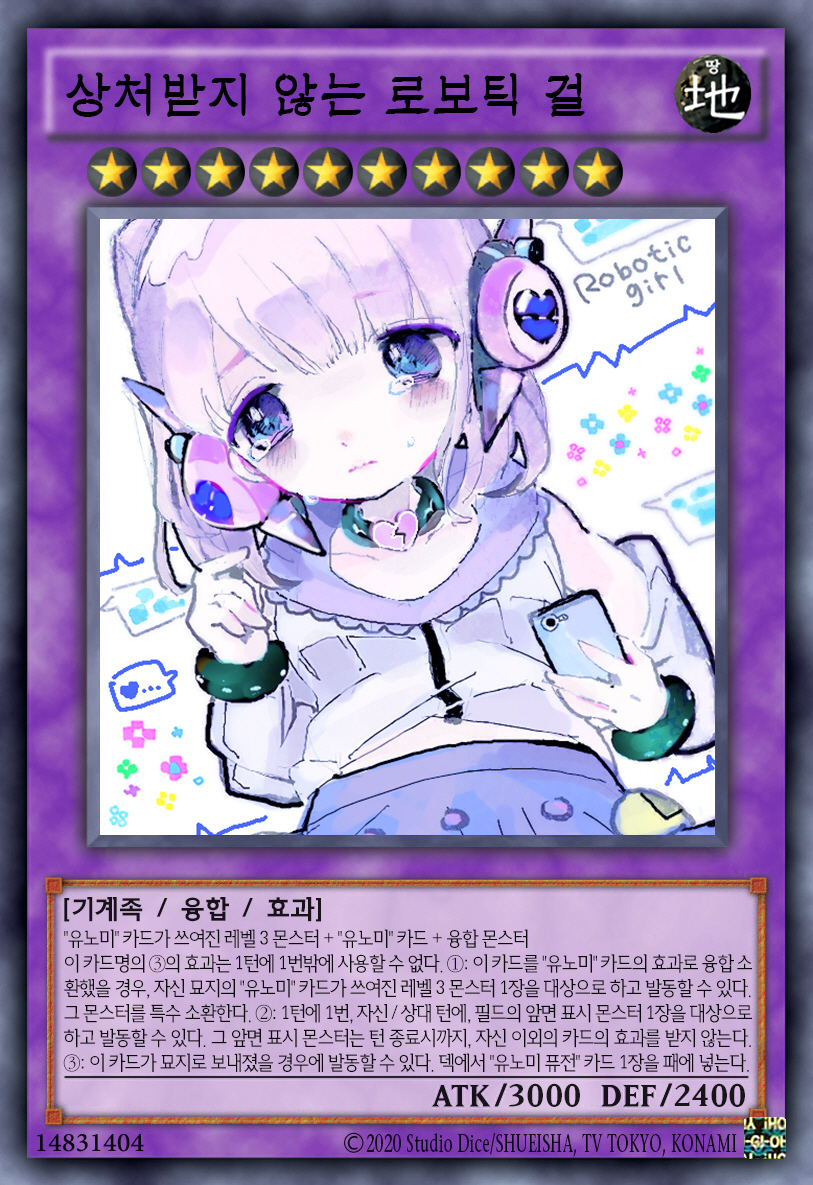 상처받지 않는 로보틱 걸
땅
地
Robotic
girl
[기계족 / 융합 / 효과]
"유노미" 카드가 쓰여진 레벨 3 몬스터 + "유노미" 카드 + 융합 몬스터
이 카드명의 ③의 효과는 1턴에 1번밖에 사용할 수 없다. ①: 이 카드를 "유노미" 카드의 효과로 융합 소
환했을 경우, 자신 묘지의 "유노미" 카드가 쓰여진 레벨 3 몬스터 1장을 대상으로 하고 발동할 수 있다.
그 몬스터를 특수 소환한다. ②: 1턴에 1번, 자신 / 상대 턴에, 필드의 앞면 표시 몬스터 1장을 대상으로
하고 발동할 수 있다. 그 앞면 표시 몬스터는 턴 종료시까지, 자신 이외의 카드의 효과를 받지 않는다.
③: 이 카드가 묘지로 보내졌을 경우에 발동할 수 있다. 덱에서 "유노미 퓨전" 카드 1장을 패에 넣는다.
ATK/3000 DEF/2400
14831404 ©2020 Studio Dice/SHUEISHA, TV TOKYO, KONAMI